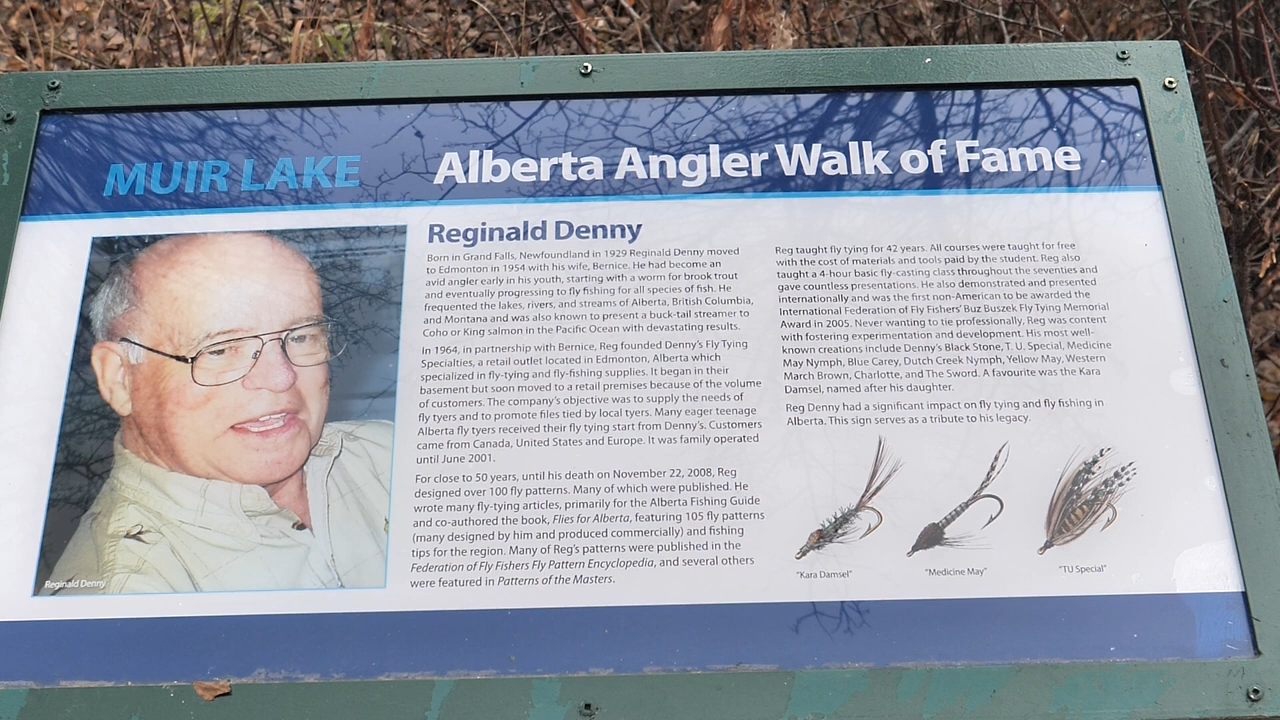 MUIR LAKE
Alberta Angler Walk of Fame
Reginald Denny
Born in Grand Falls, Newfoundland in 1929 Reginald Denny moved
to Edmonton in 1954 with his wife, Bernice. He had become an
avid angler early in his youth, starting with a worm for brook trout
and eventually progressing to fly fishing for all species of fish. He
frequented the lakes, rivers, and streams of Alberta, British Columbia,
and Montana and was also known to present a buck-tail streamer to
Coho or King salmon in the Pacific Ocean with devastating results.
In 1964, in partnership with Bernice, Reg founded Denny's Fly Tying
Specialties, a retail outlet located in Edmonton, Alberta which
specialized in fly-tying and fly-fishing supplies. It began in their
basement but soon moved to a retail premises because of the volume
of customers. The company's objective was to supply the needs of
fly tyers and to promote files tied by local tyers. Many eager teenage
Alberta fly tyers received their fly tying start from Denny's. Customers
came from Canada, United States and Europe. It was family operated
until June 2001.
For close to 50 years, until his death on November 22, 2008, Reg
designed over 100 fly patterns. Many of which were published. He
wrote many fly-tying articles, primarily for the Alberta Fishing Guide
and co-authored the book, Flies for Alberta, featuring 105 fly patterns
(many designed by him and produced commercially) and fishing
tips for the region. Many of Reg's patterns were published in the
Federation of Fly Fishers Fly Pattern Encyclopedia, and several others
were featured in Patterns of the Masters.
Reg taught fly tying for 42 years. All courses were taught for free
with the cost of materials and tools paid by the student. Reg also
taught a 4-hour basic fly-casting class throughout the seventies and
gave countless presentations. He also demonstrated and presented
internationally and was the first non-American to be awarded the
International Federation of Fly Fishers' Buz Buszek Fly Tying Memorial
Award in 2005. Never wanting to tie professionally, Reg was content
with fostering experimentation and development. His most well-
known creations include Denny's Black Stone, T. U. Special, Medicine
May Nymph, Blue Carey, Dutch Creek Nymph, Yellow May, Western
March Brown, Charlotte, and The Sword. A favourite was the Kara
Damsel, named after his daughter.
Reg Denny had a significant impact on fly tying and fly fishing in
Alberta. This sign serves as a tribute to his legacy.
Reginald Denny
"Kara Damsel"
"Medicine May"
"TU Special"